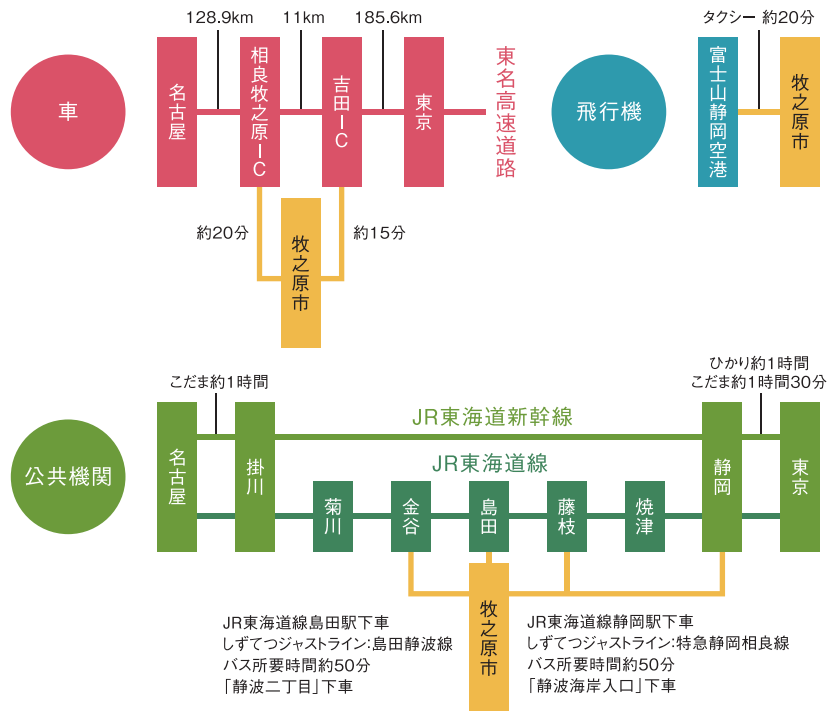 車
128.9km
11km
185.6km
名古屋
相良牧之原IC
吉田IC
東京
東名高速道路
約20分
約15分
牧之原市
飛行機
タクシー 約20分
富士山静岡空港
牧之原市
公共機関
こだま約1時間
ひかり約1時間
こだま約1時間30分
JR東海道新幹線
JR東海道線
名古屋
掛川
菊川
金谷
島田
藤枝
焼津
静岡
東京
牧之原市
JR東海道線島田駅下車
しずてつジャストライン:島田静波線
バス所要時間約50分
「静波二丁目」下車
JR東海道線静岡駅下車
しずてつジャストライン:特急静岡相良線
バス所要時間約50分
「静波海岸入口」下車